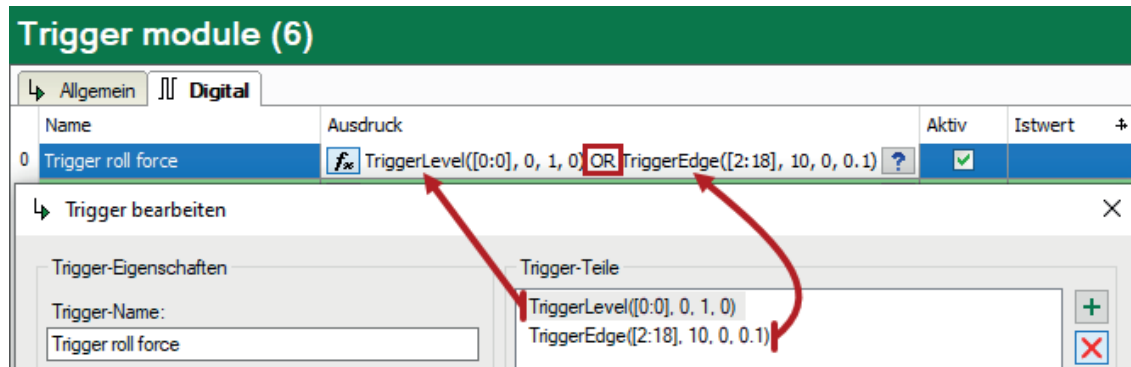 Trigger module (6)
Allgemein Digital
Name Ausdruck Aktiv Istwert
0 Trigger roll force fx TriggerLevel([0:0], 0, 1, 0) OR TriggerEdge([2:18], 10, 0, 0.1) ?
Trigger bearbeiten
Trigger-Eigenschaften Trigger-Teile
Trigger-Name: TriggerLevel([0:0], 0, 1, 0)
Trigger roll force TriggerEdge([2:18], 10, 0, 0.1)